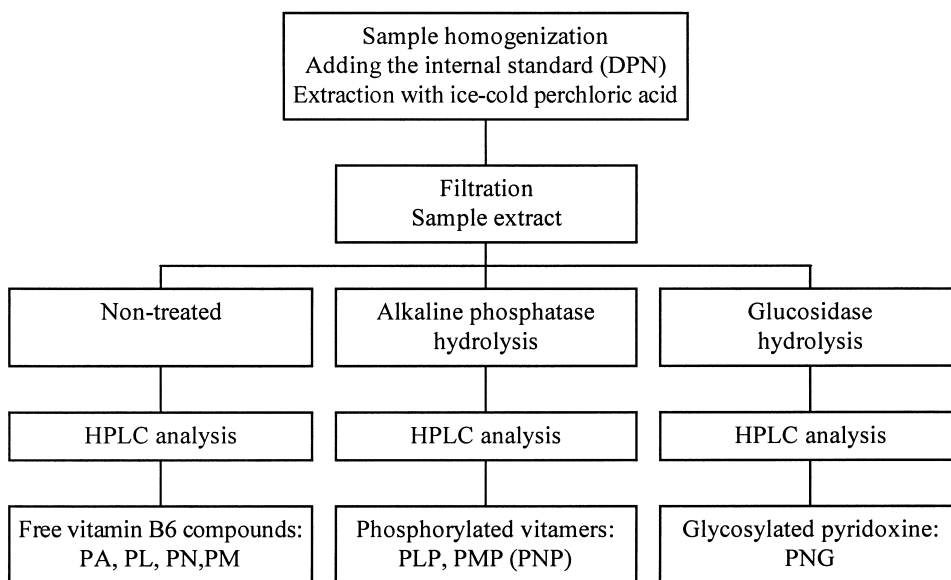 Sample homogenization
Adding the internal standard (DPN)
Extraction with ice-cold perchloric acid
Filtration
Sample extract
Non-treated
Alkaline phosphatase
hydrolysis
Glucosidase
hydrolysis
HPLC analysis
HPLC analysis
HPLC analysis
Free vitamin B6 compounds:
PA, PL, PN,PM
Phosphorylated vitamers:
PLP, PMP (PNP)
Glycosylated pyridoxine:
PNG